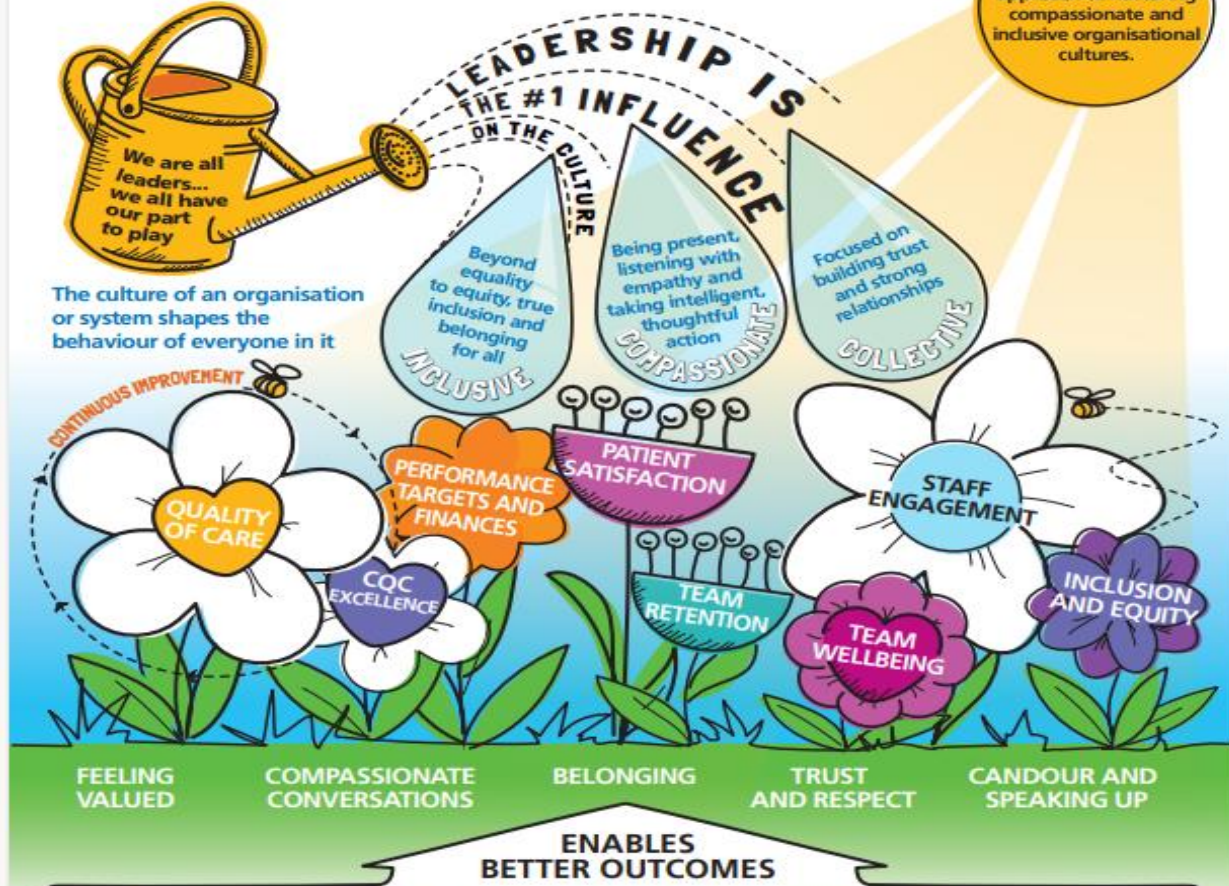 compassionate and
inclusive organisational
cultures.
LEADERSHIP IS
THE #1 INFLUENCE
ON THE CULTURE
We are all
leaders...
we all have
our part
to play
The culture of an organisation
or system shapes the
behaviour of everyone in it
Beyond
equality
to equity, true
inclusion and
belonging
for all
INCLUSIVE
Being present,
listening with
empathy and
taking intelligent,
thoughtful
action
COMPASSIONATE
Focused on
building trust
and strong
relationships
COLLECTIVE
CONTINUOUS IMPROVEMENT
QUALITY
OF CARE
PERFORMANCE
TARGETS AND
FINANCES
CQC
EXCELLENCE
PATIENT
SATISFACTION
TEAM
RETENTION
STAFF
ENGAGEMENT
TEAM
WELLBEING
INCLUSION
AND EQUITY
FEELING
VALUED
COMPASSIONATE
CONVERSATIONS
BELONGING
TRUST
AND RESPECT
CANDOUR AND
SPEAKING UP
ENABLES
BETTER OUTCOMES